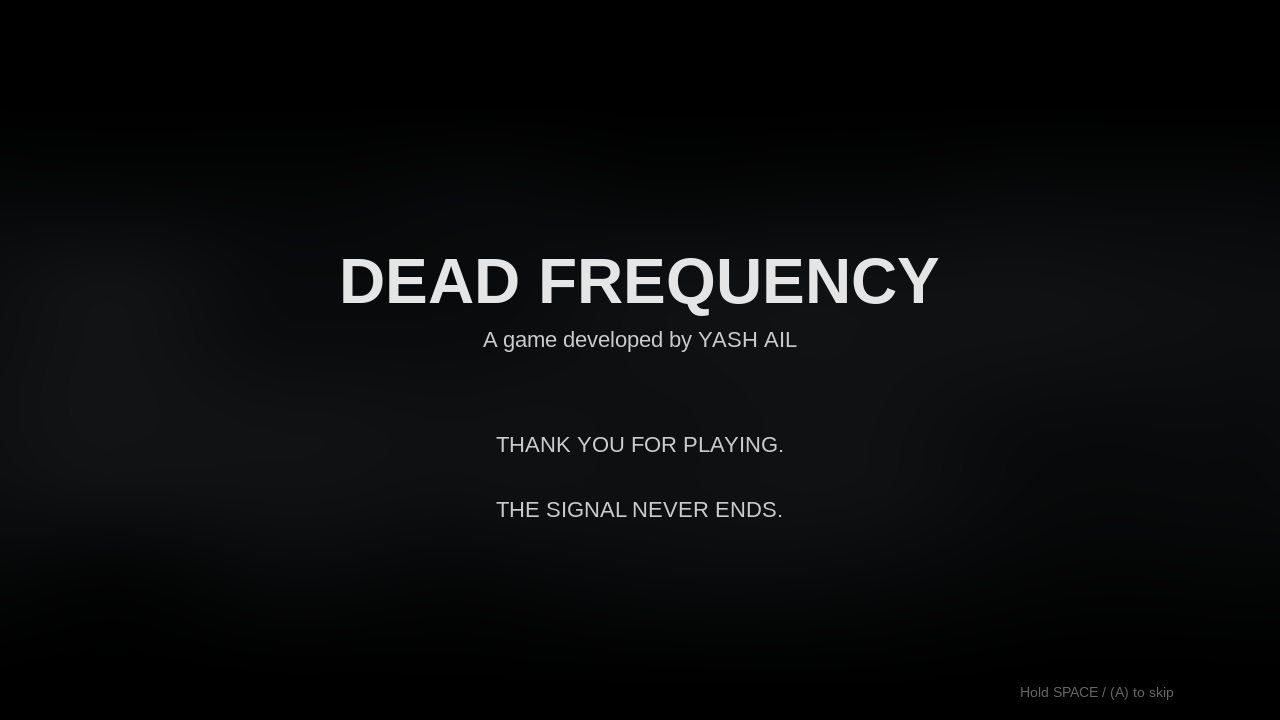 DEAD FREQUENCY
A game developed by YASH AIL
THANK YOU FOR PLAYING.
THE SIGNAL NEVER ENDS.
Hold SPACE / (A) to skip